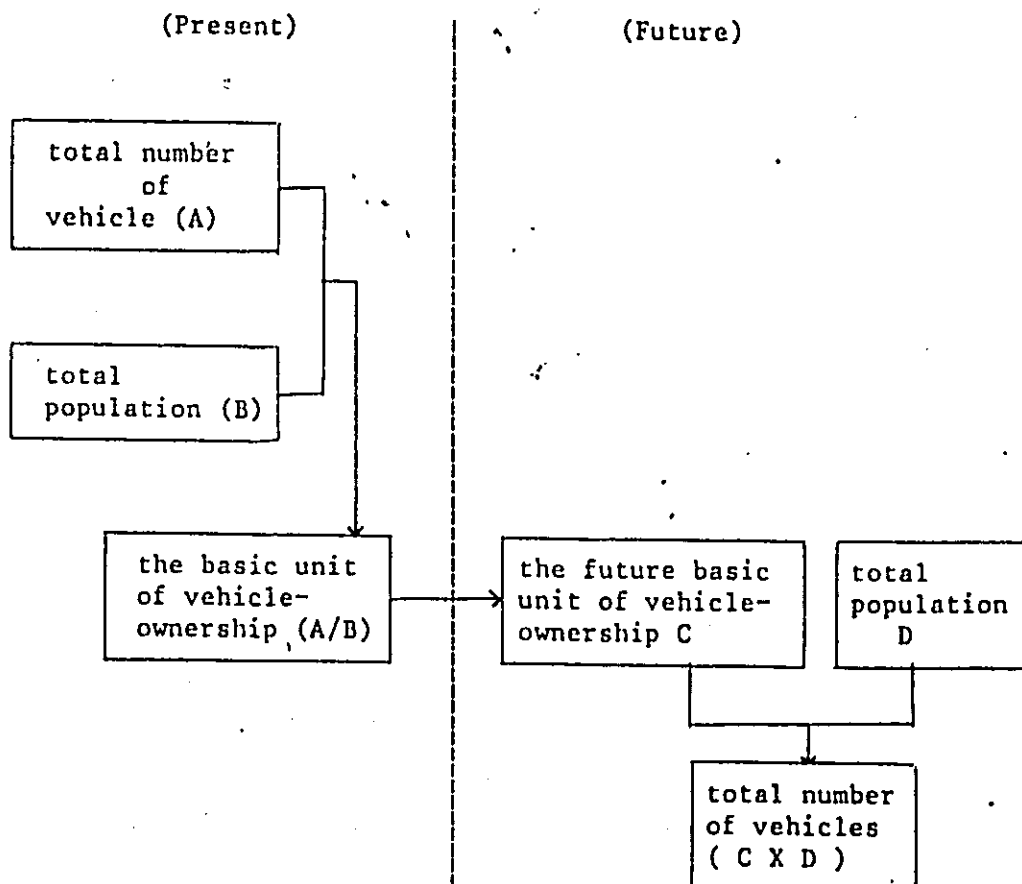 (Present)
(Future)
total number
of
vehicle (A)
total
population (B)
the basic unit
of vehicle-
ownership (A/B)
the future basic
unit of vehicle-
ownership C
total
population
D
total number
of vehicles
( C X D )